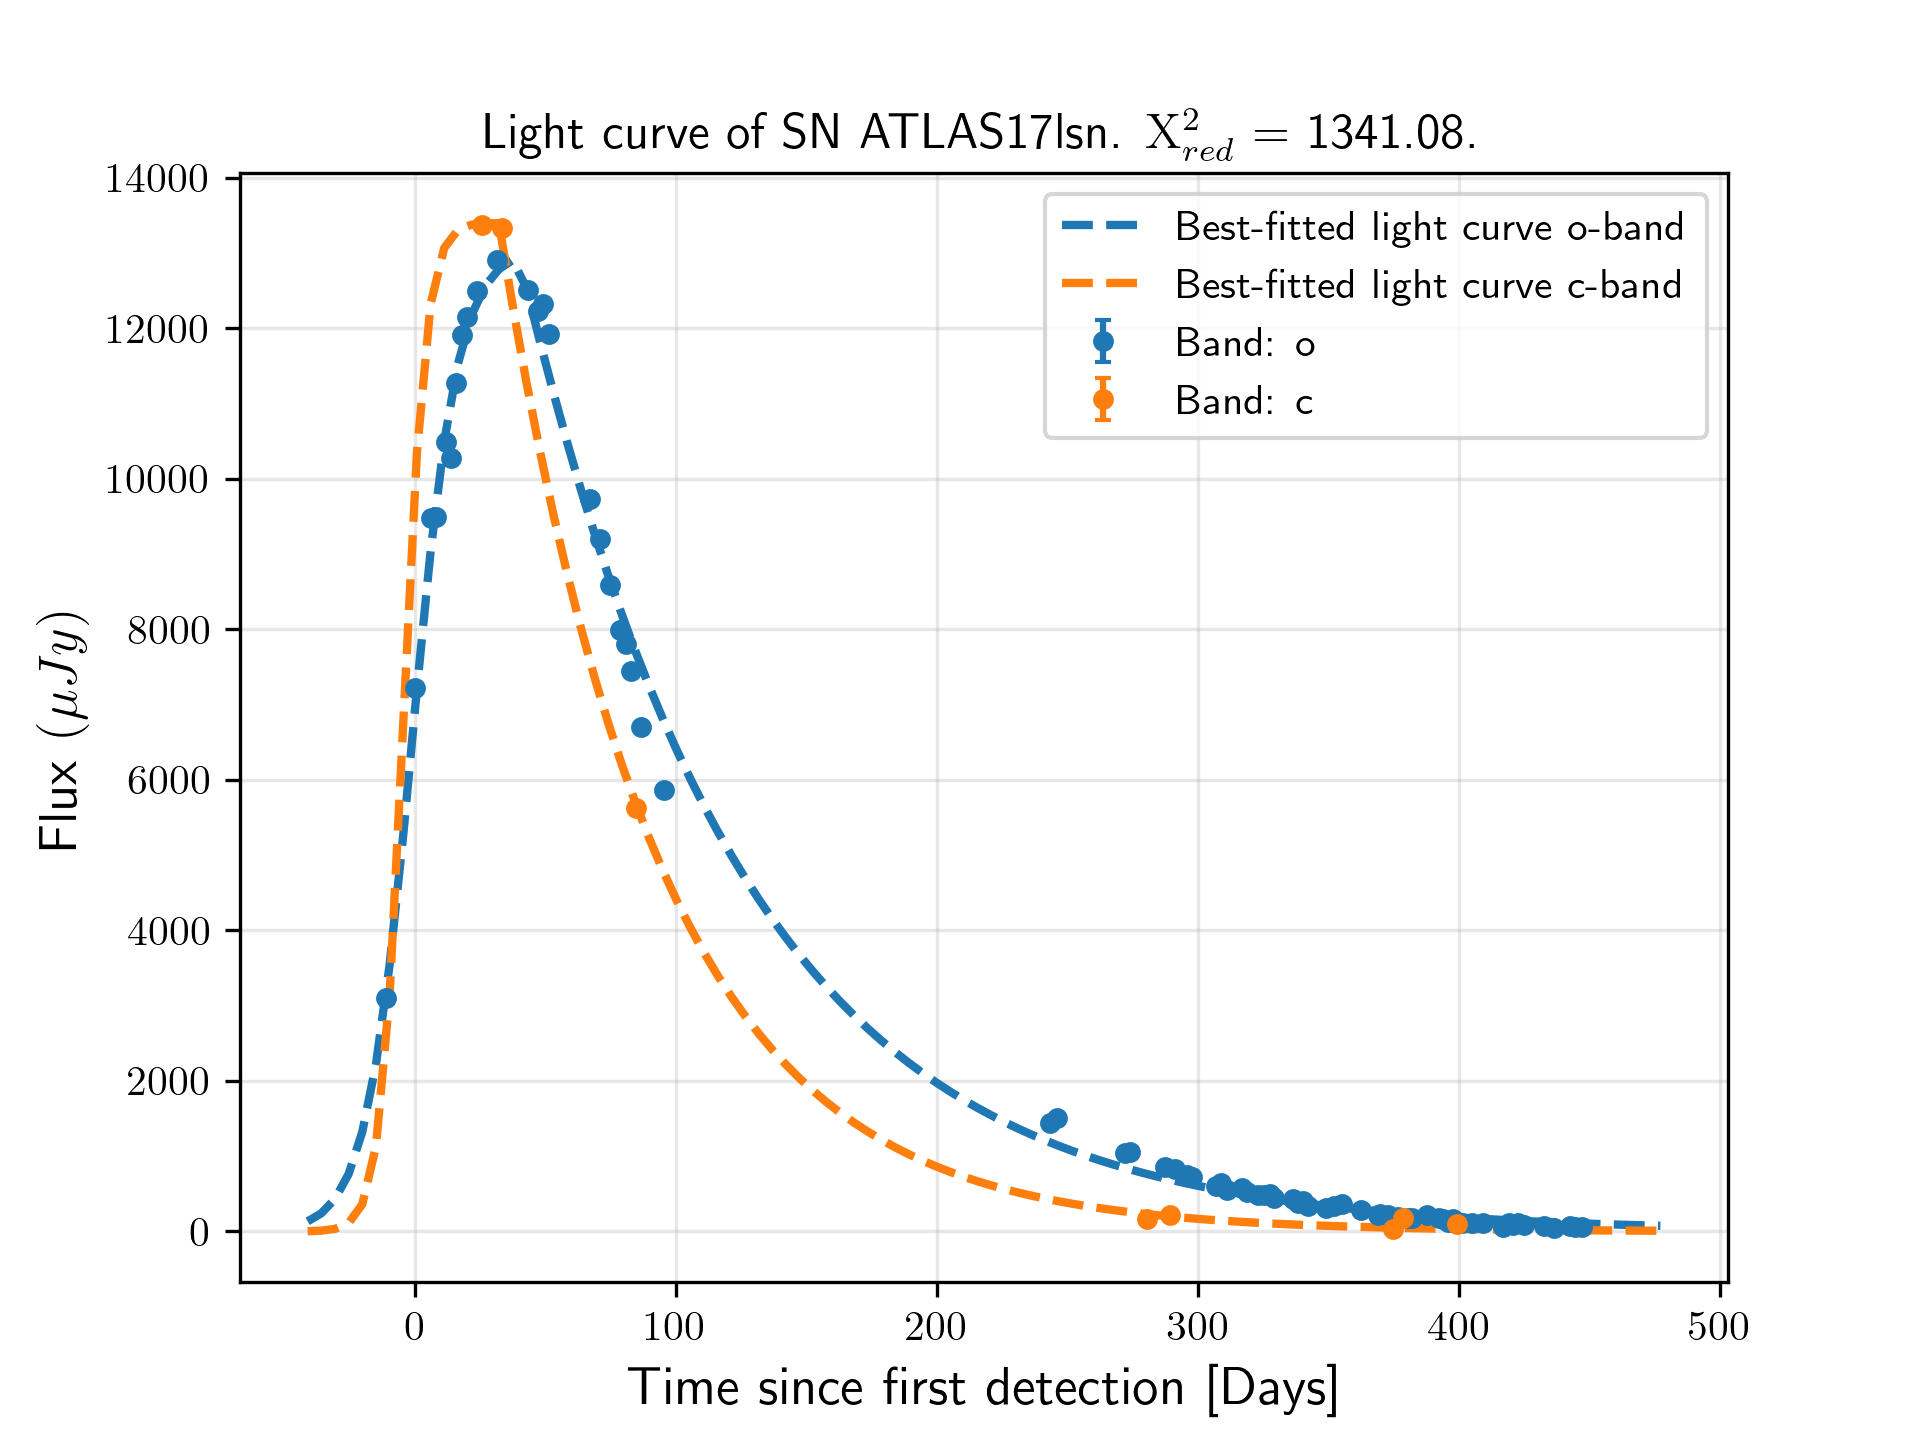 Light curve of SN ATLAS17lsn. X²_red = 1341.08.
14000
12000
10000
8000
6000
4000
2000
0
Flux (μJy)
Best-fitted light curve o-band
Best-fitted light curve c-band
Band: o
Band: c
0 100 200 300 400 500
Time since first detection [Days]